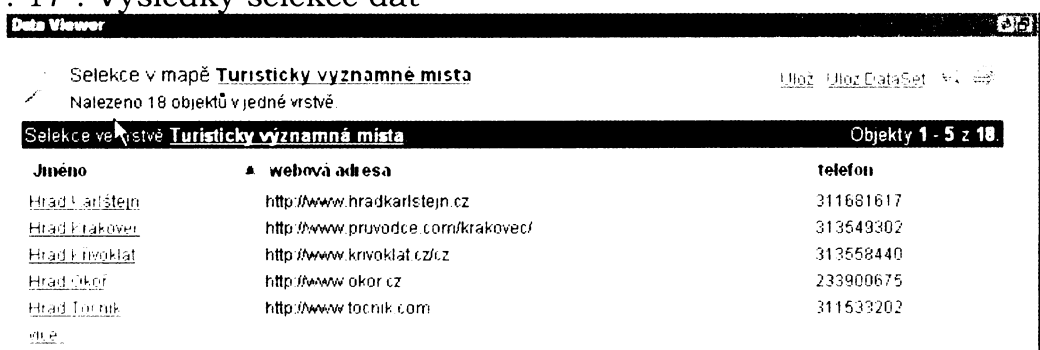 . 17 . Výsledky selekce dat
Data Viewer
Selekce v mapě Turisticky významné místa
Ulož Ulož DataSet
Nalezeno 18 objektů v jedné vrstvě.
Selekce ve vrstvě Turisticky významná místa Objekty 1 - 5 z 18.
Jméno ▲ webová adresa telefon
Hrad Karlštejn http://www.hradkarlstejn.cz 311681617
Hrad Krakovec http://www.pruvodce.com/krakovec/ 313549302
Hrad Křivoklát http://www.krivoklat.cz/cz 313558440
Hrad Okoř http://www.okor.cz 233900675
Hrad Točník http://www.tocnik.com 311533202
více.